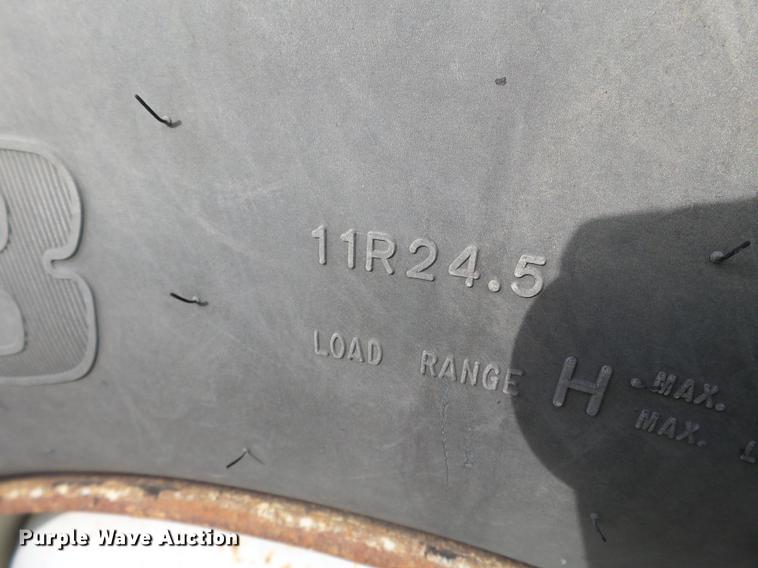 B
11R24.5
LOAD RANGE H MAX.
MAX.
Purple Wave Auction